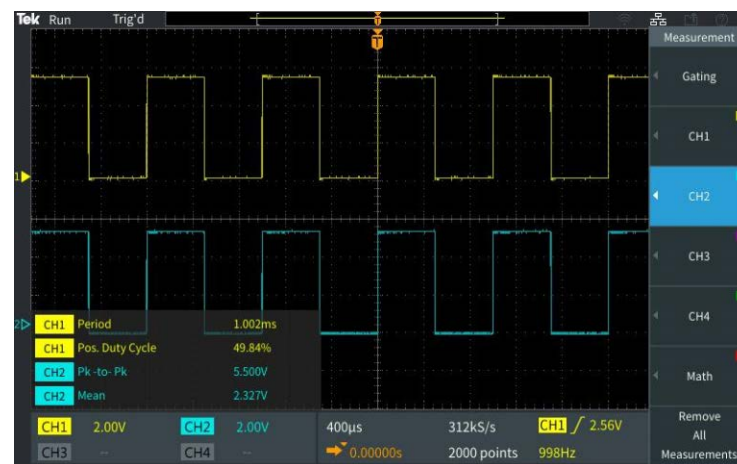 Tek Run Trig'd
T
T
Measurement
Gating
CH1
CH2
CH3
CH4
Math
Remove
All
Measurements
1
2
CH1 Period 1.002ms
CH1 Pos. Duty Cycle 49.84%
CH2 Pk-to-Pk 5.500V
CH2 Mean 2.327V
CH1 2.00V CH2 2.00V 400µs 312kS/s CH1 2.56V
CH3 -- CH4 -- 0.00000s 2000 points 998Hz